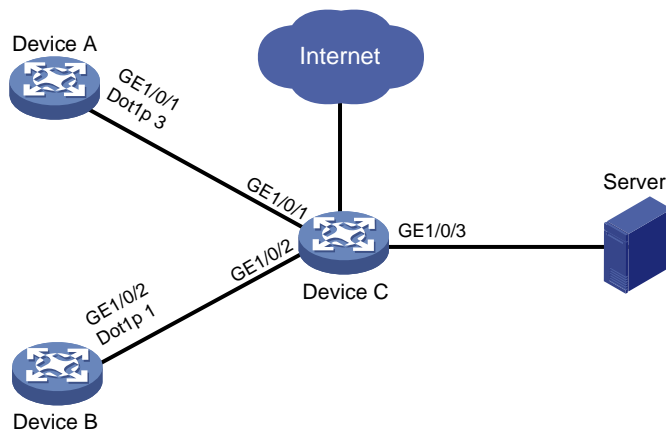 Device A
GE1/0/1
Dot1p 3
Internet
GE1/0/1
Server
GE1/0/3
GE1/0/2
Device C
GE1/0/2
Dot1p 1
Device B